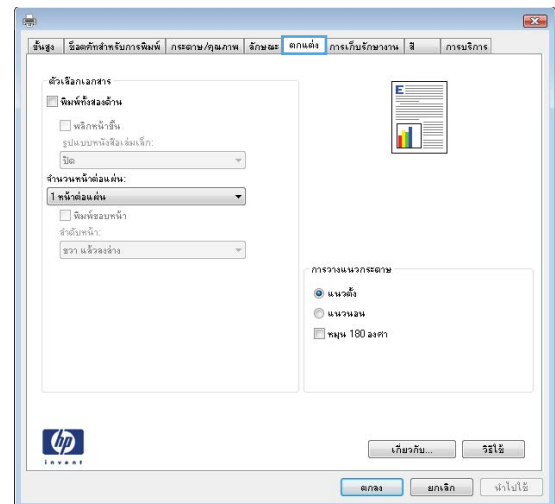 ขั้นสูง ช็อตคัทสำหรับการพิมพ์ กระดาษ/คุณภาพ ลักษณะ ตกแต่ง การเก็บรักษางาน สี การบริการ
ตัวเลือกเอกสาร
พิมพ์ทั้งสองด้าน
พลิกหน้าขึ้น
รูปแบบหนังสือเล่มเล็ก:
ปิด
จำนวนหน้าต่อแผ่น:
1 หน้าต่อแผ่น
พิมพ์ขอบหน้า
ลำดับหน้า:
ขวา แล้วลงล่าง
E
การวางแนวกระดาษ
แนวตั้ง
แนวนอน
หมุน 180 องศา
hp
invent
เกี่ยวกับ... วิธีใช้
ตกลง ยกเลิก นำไปใช้